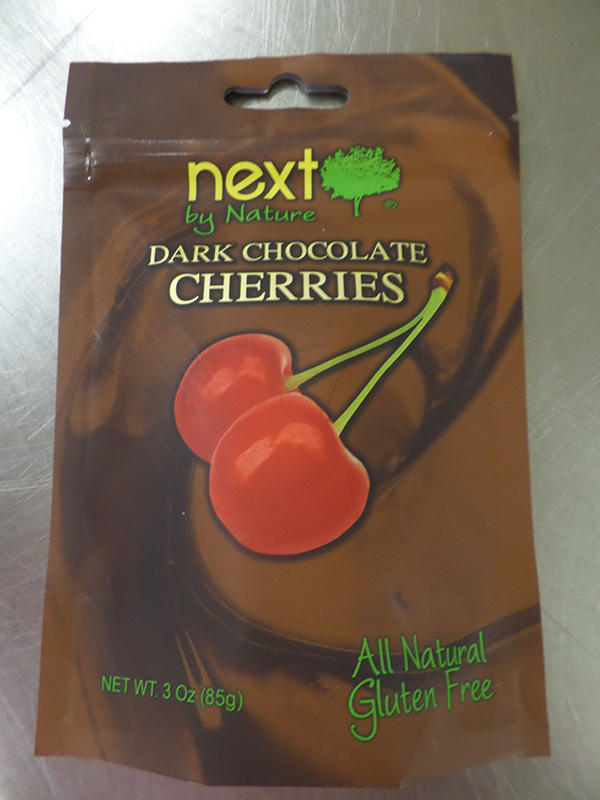 next
by Nature ®
DARK CHOCOLATE
CHERRIES
All Natural
Gluten Free
NET WT. 3 Oz (85g)